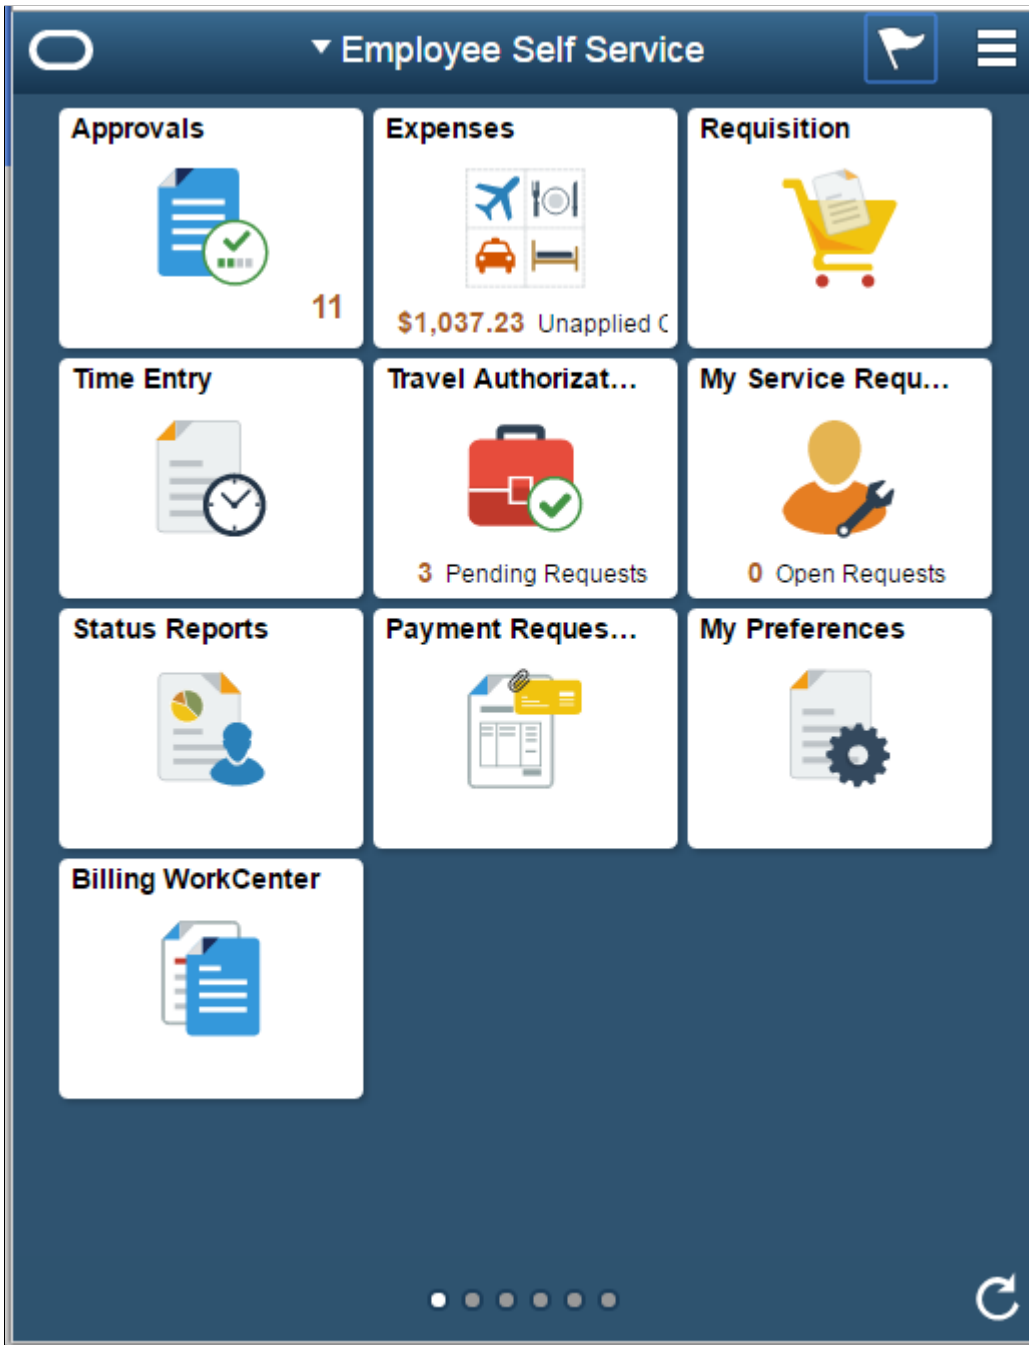 Employee Self Service
Approvals
11
Expenses
$1,037.23 Unapplied
Requisition
Time Entry
Travel Authorizat...
3 Pending Requests
My Service Requ...
0 Open Requests
Status Reports
Payment Reques...
My Preferences
Billing WorkCenter